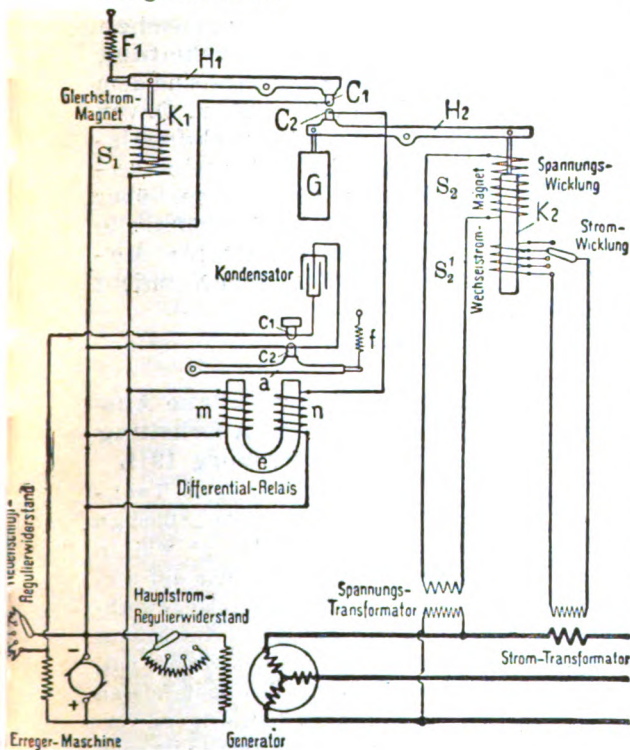 F1
H1
Gleichstrom-
Magnet
K1
S1
C1
C2
H2
G
S2
Magnet
Wechselstrom-
K2
S2¹
Spannungs-
Wicklung
Strom-
Wicklung
Kondensator
c1
c2
f
a
m
n
e
Differential-Relais
Regulierwiderstand
Hauptstrom-
Regulierwiderstand
Spannungs-
Transformator
Strom-Transformator
-
+
Erreger-Maschine
Generator